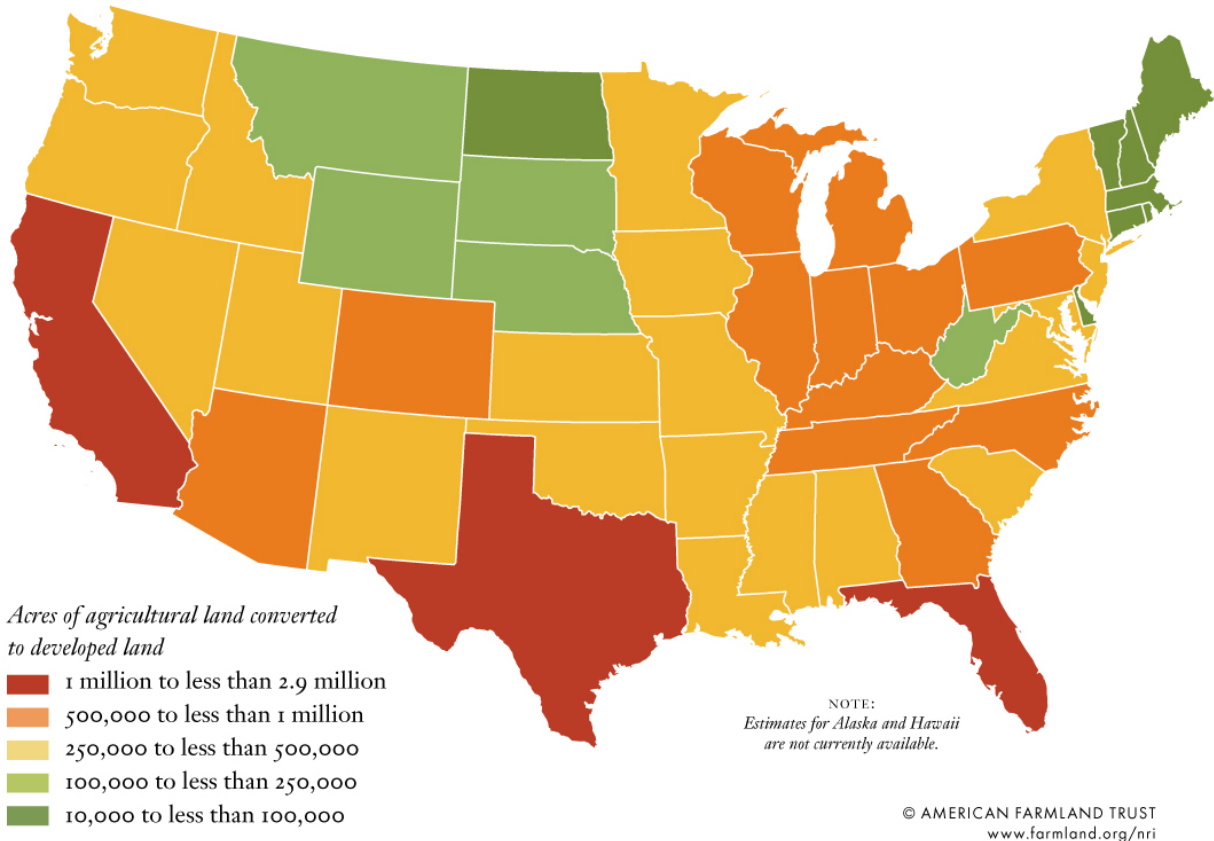 Acres of agricultural land converted
to developed land
1 million to less than 2.9 million
500,000 to less than 1 million
250,000 to less than 500,000
100,000 to less than 250,000
10,000 to less than 100,000
NOTE:
Estimates for Alaska and Hawaii
are not currently available.
© AMERICAN FARMLAND TRUST
www.farmland.org/nri